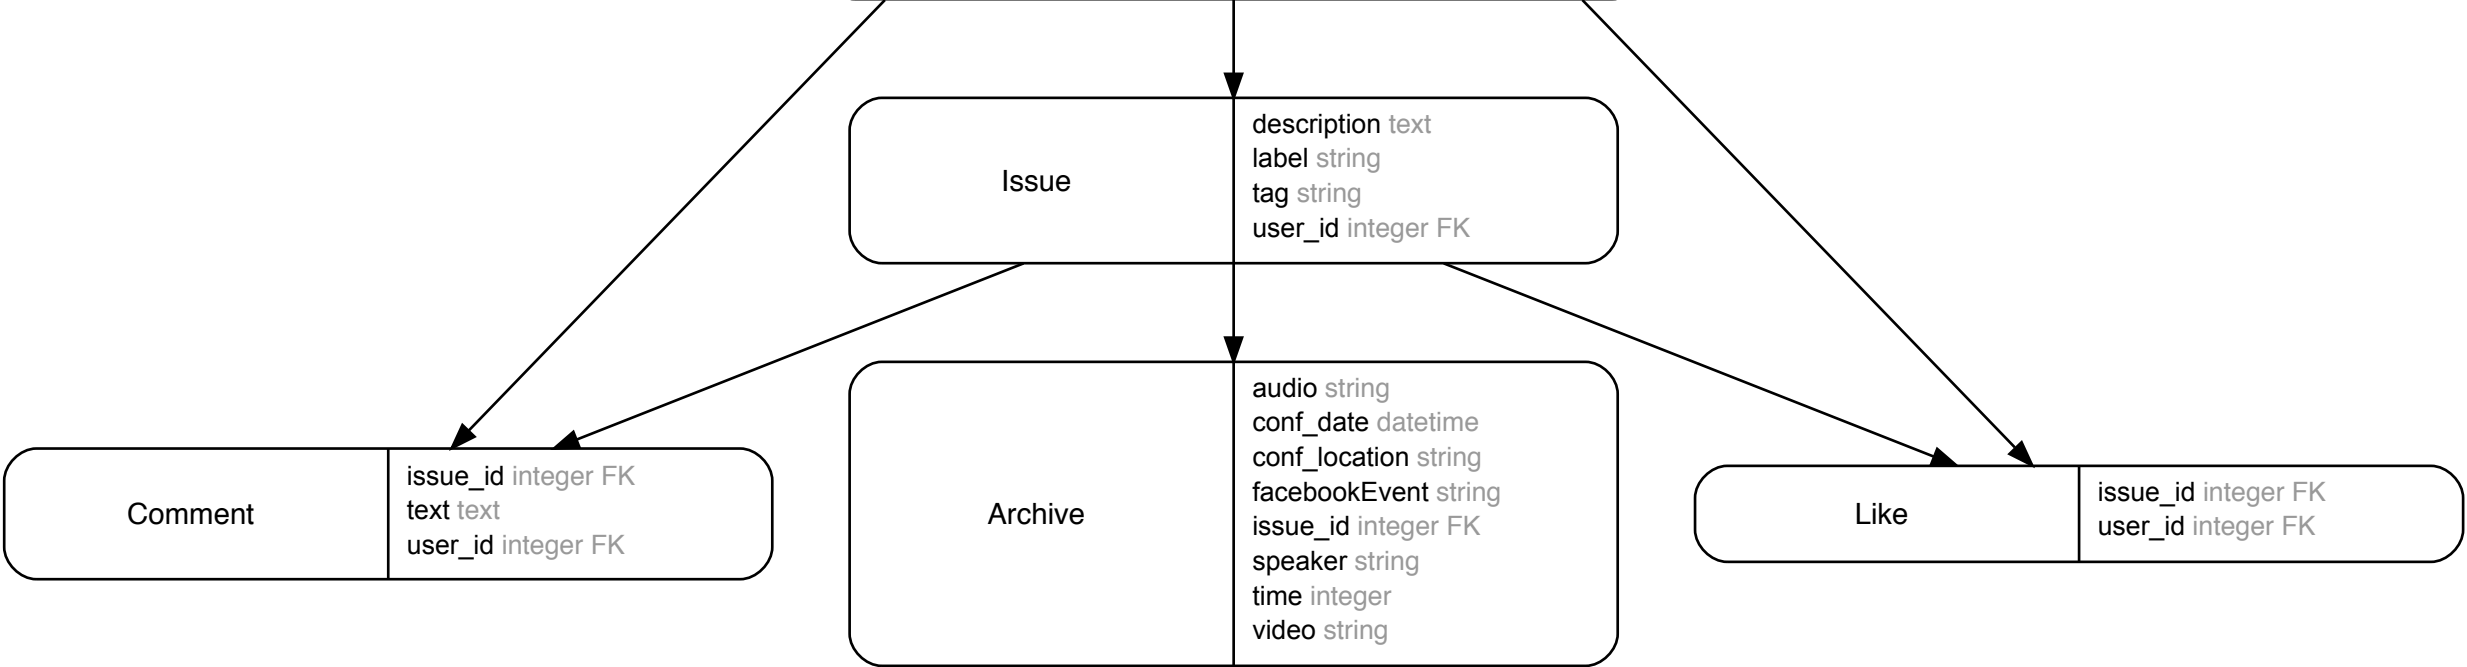 Issue
description text
label string
tag string
user_id integer FK
Comment
issue_id integer FK
text text
user_id integer FK
Archive
audio string
conf_date datetime
conf_location string
facebookEvent string
issue_id integer FK
speaker string
time integer
video string
Like
issue_id integer FK
user_id integer FK